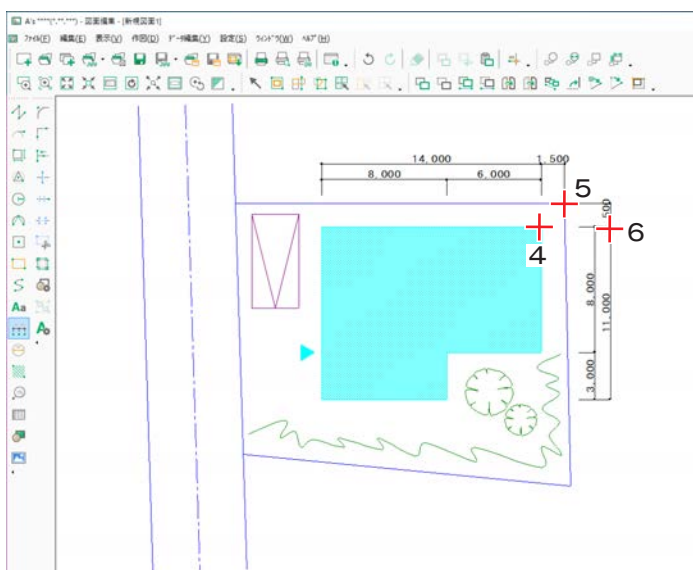 A's ****(*.**.***) - 図面編集 - [新規図面1]
ファイル(F) 編集(E) 表示(V) 作図(D) データ編集(Y) 設定(S) ウィンドウ(W) ヘルプ(H)
14,000 1,500
8,000 6,000
5
6
4
8,000
11,000
3,000
Aa A